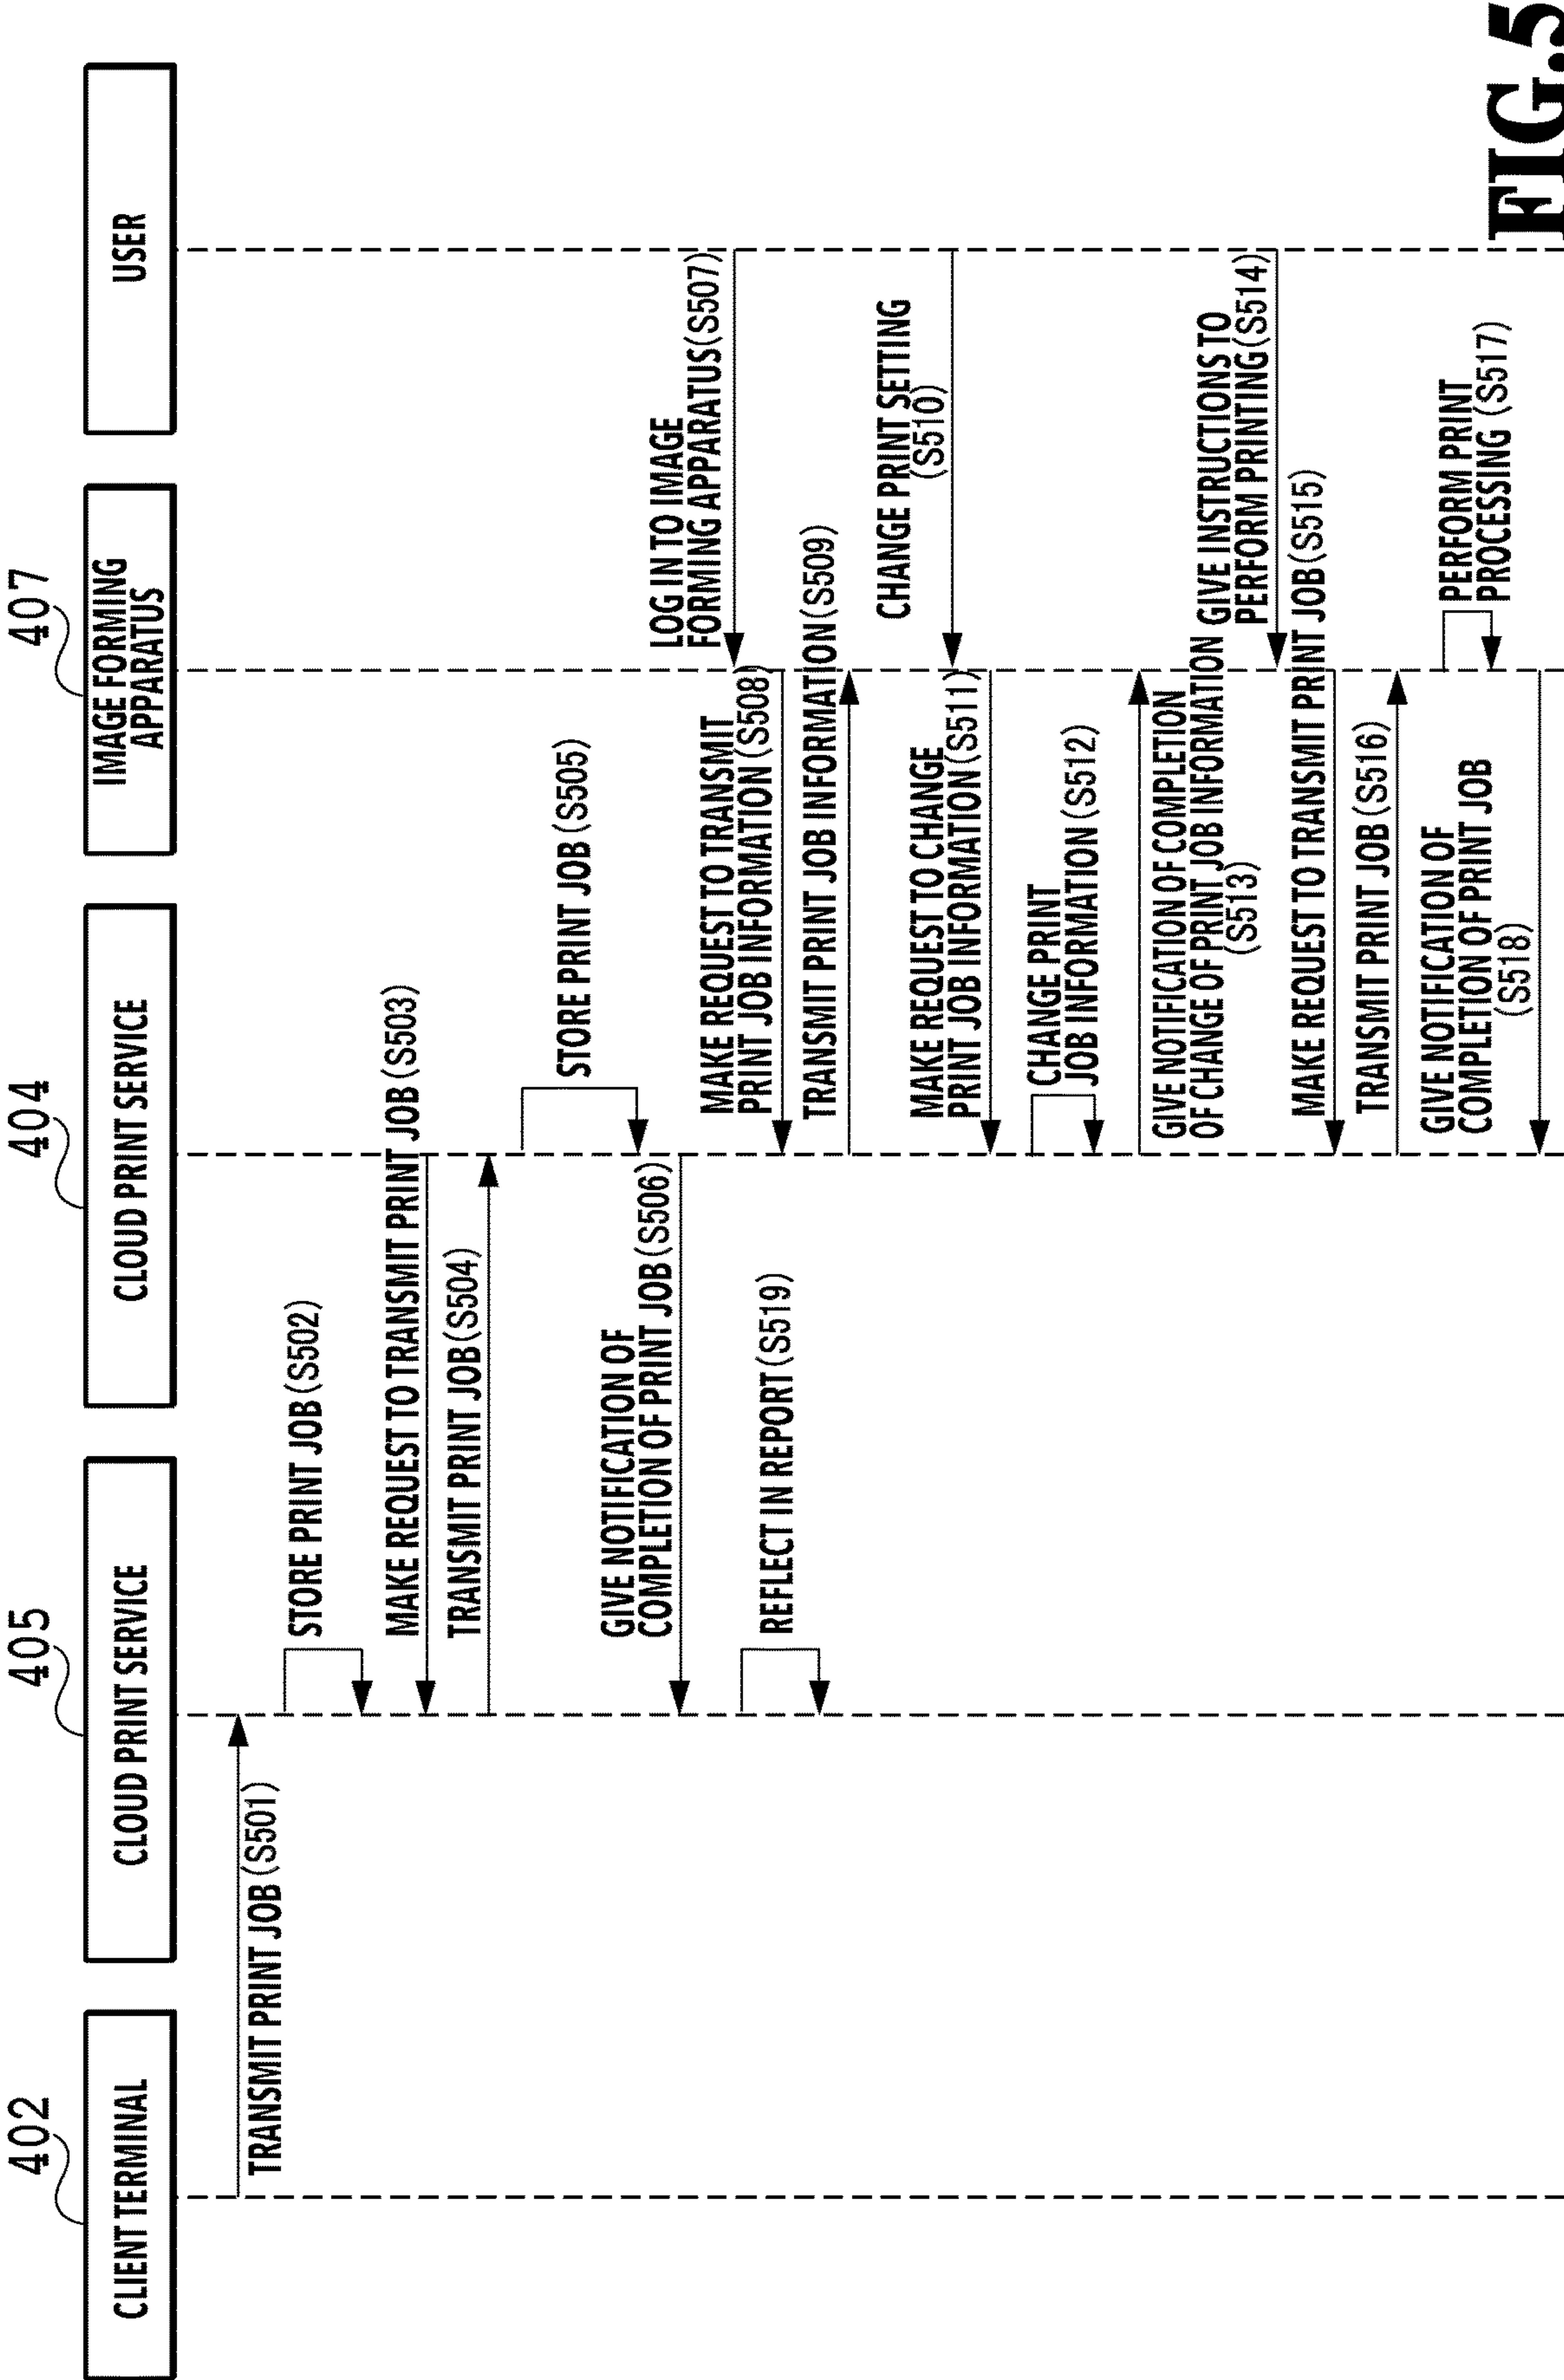 402
CLIENT TERMINAL
405
CLOUD PRINT SERVICE
404
CLOUD PRINT SERVICE
407
IMAGE FORMING
APPARATUS
USER
TRANSMIT PRINT JOB(S501)
STORE PRINT JOB(S502)
MAKE REQUEST TO TRANSMIT PRINT JOB(S503)
TRANSMIT PRINT JOB(S504)
STORE PRINT JOB(S505)
GIVE NOTIFICATION OF
COMPLETION OF PRINT JOB(S506)
REFLECT IN REPORT(S519)
LOG IN TO IMAGE
FORMING APPARATUS(S507)
MAKE REQUEST TO TRANSMIT
PRINT JOB INFORMATION(S508)
TRANSMIT PRINT JOB INFORMATION(S509)
CHANGE PRINT SETTING
(S510)
MAKE REQUEST TO CHANGE
PRINT JOB INFORMATION(S511)
CHANGE PRINT
JOB INFORMATION(S512)
GIVE NOTIFICATION OF COMPLETION
OF CHANGE OF PRINT JOB INFORMATION
(S513)
GIVE INSTRUCTIONS TO
PERFORM PRINTING(S514)
MAKE REQUEST TO TRANSMIT PRINT JOB(S515)
TRANSMIT PRINT JOB(S516)
PERFORM PRINT
PROCESSING(S517)
GIVE NOTIFICATION OF
COMPLETION OF PRINT JOB
(S518)
FIG.5